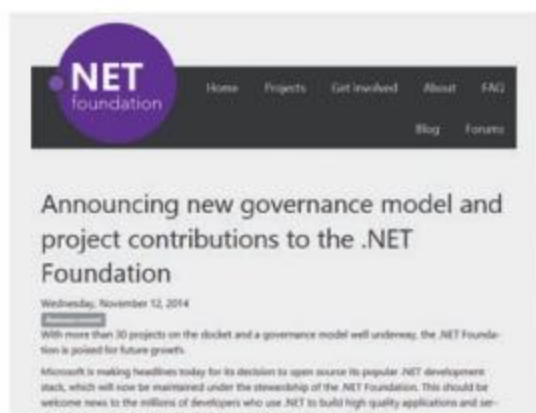 .NET
foundation
Home Projects Get Involved About FAQ
Blog Forums
Announcing new governance model and
project contributions to the .NET
Foundation
Wednesday, November 12, 2014
With more than 30 projects on the docket and a governance model well underway, the .NET Founda-
tion is poised for future growth.
Microsoft is making headlines today for its decision to open source its popular .NET development
stack, which will now be maintained under the stewardship of the .NET Foundation. This should be
welcome news to the millions of developers who use .NET to build high quality applications and ser-